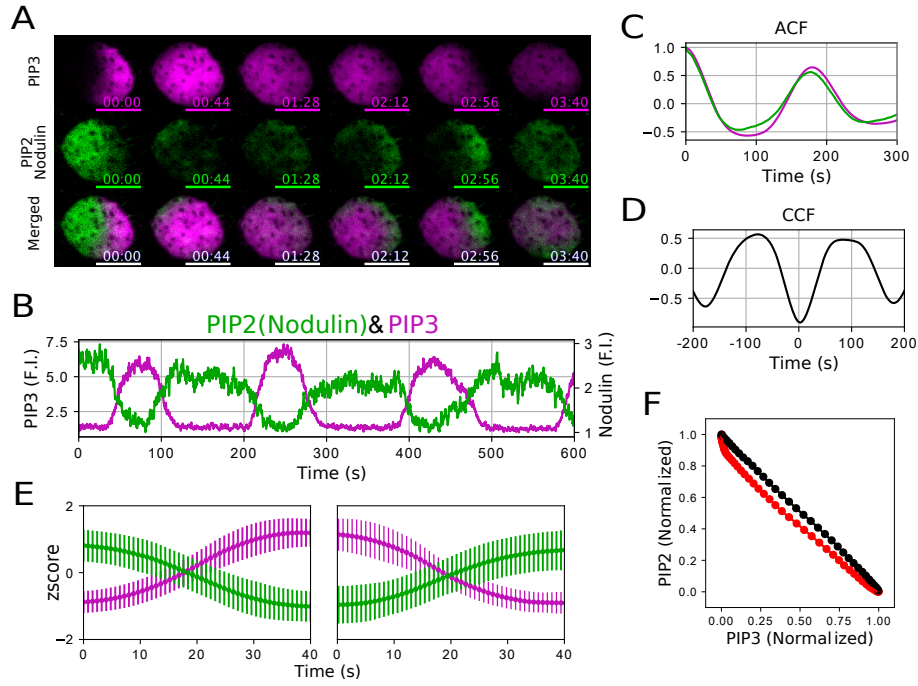 A
PIP3
00:00 00:44 01:28 02:12 02:56 03:40
PIP2
Nodulin
00:00 00:44 01:28 02:12 02:56 03:40
Merged
00:00 00:44 01:28 02:12 02:56 03:40
B
PIP2(Nodulin)&PIP3
PIP3 (F.I.)
7.5
5.0
2.5
Nodulin (F.I.)
3
2
1
0 100 200 300 400 500 600
Time (s)
C
ACF
1.0
0.5
0.0
−0.5
0 100 200 300
Time (s)
D
CCF
0.5
0.0
−0.5
-200 -100 0 100 200
Time (s)
E
zscore
2
0
−2
0 10 20 30 40
0 10 20 30 40
Time (s)
F
PIP2 (Normalized)
1.0
0.8
0.6
0.4
0.2
0.0
0.00 0.25 0.50 0.75 1.00
PIP3 (Normalized)